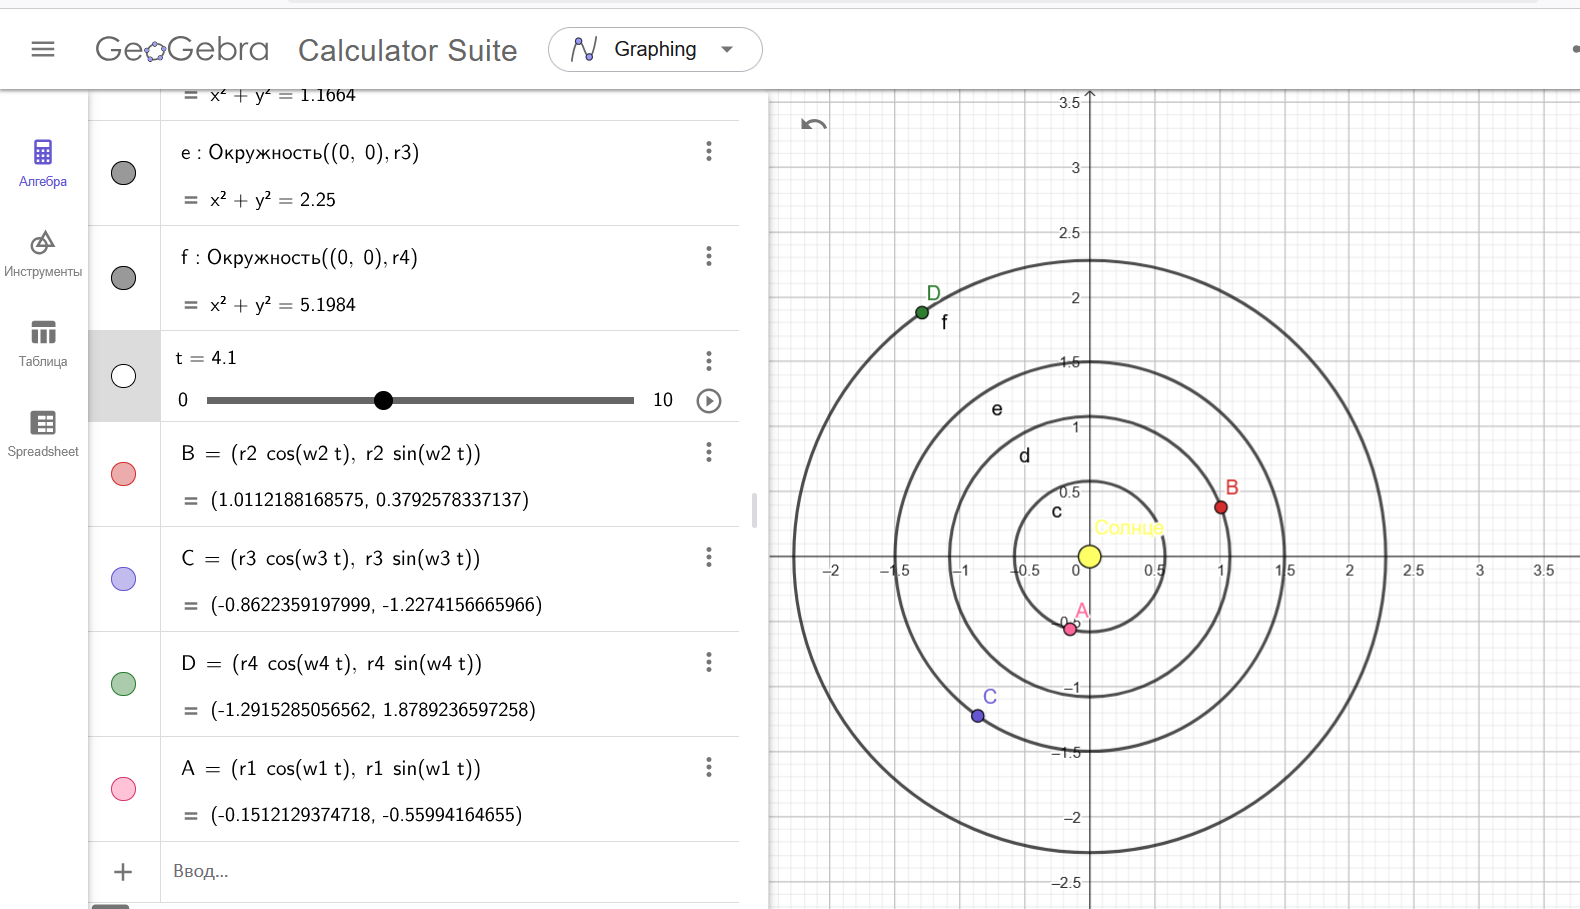 GeoGebra Calculator Suite Graphing
= x² + y² = 1.1664
e : Окружность((0, 0), r3)
= x² + y² = 2.25
f : Окружность((0, 0), r4)
= x² + y² = 5.1984
t = 4.1
0 10
B = (r2 cos(w2 t), r2 sin(w2 t))
= (1.0112188168575, 0.3792578337137)
C = (r3 cos(w3 t), r3 sin(w3 t))
= (-0.8622359197999, -1.2274156665966)
D = (r4 cos(w4 t), r4 sin(w4 t))
= (-1.2915285056562, 1.8789236597258)
A = (r1 cos(w1 t), r1 sin(w1 t))
= (-0.1512129374718, -0.55994164655)
+ Ввод...
Алгебра
Инструменты
Таблица
Spreadsheet
3.5
3
2.5
D
2
f
1.5
e
1
d
B
0.5
c
Солнце
–2 –1.5 –1 –0.5 0 0.5 1 1.5 2 2.5 3 3.5
A
–0.5
C
–1
–1.5
–2
–2.5